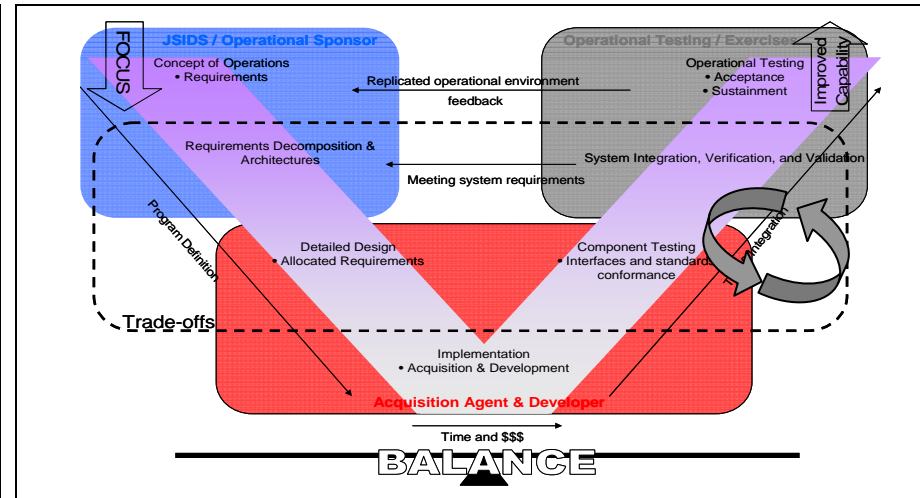 JSIDS / Operational Sponsor
Operational Testing / Exercises
FOCUS
Concept of Operations
• Requirements
Replicated operational environment
feedback
Operational Testing
• Acceptance
• Sustainment
Improved
Capability
Requirements Decomposition &
Architectures
System Integration, Verification, and Validation
Meeting system requirements
Program Definition
Integration
Detailed Design
• Allocated Requirements
Component Testing
• Interfaces and standards
conformance
Trade-offs
Implementation
• Acquisition & Development
Acquisition Agent & Developer
Time and $$$
BALANCE